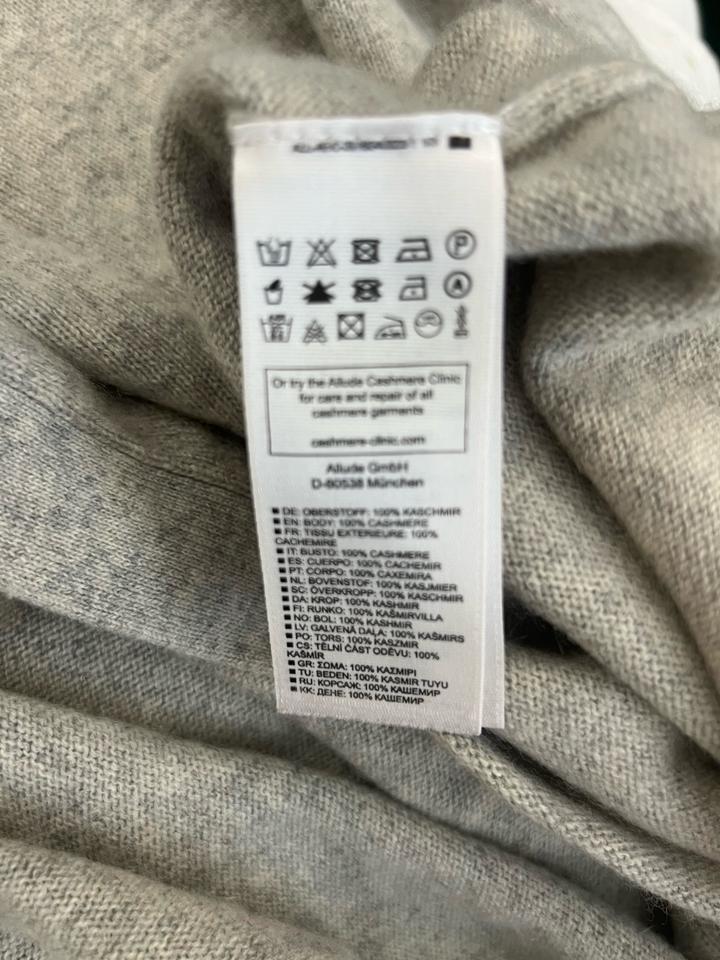 Or try the Allude Cashmere Clinic
for care and repair of all
cashmere garments
cashmere-clinic.com
Allude GmbH
D-80538 München
DE: OBERSTOFF: 100% KASCHMIR
EN: BODY: 100% CASHMERE
FR: TISSU EXTERIEURE: 100%
CACHEMIRE
IT: BUSTO: 100% CASHMERE
ES: CUERPO: 100% CACHEMIR
PT: CORPO: 100% CAXEMIRA
NL: BOVENSTOF: 100% KASJMIER
SC: ÖVERKROPP: 100% KASCHMIR
DA: KROP: 100% KASHMIR
FI: RUNKO: 100% KAŠMIRVILLA
NO: BOL: 100% KASHMIR
LV: GALVENĀ DAĻA: 100% KAŠMIRS
PO: TORS: 100% KASZMIR
CS: TĚLNÍ ČÁST ODĚVU: 100%
KAŠMÍR
GR: ΣΩΜΑ: 100% ΚΑΣΜΙΡΙ
TU: BEDEN: 100% KASMIR TUYU
RU: КОРСАЖ: 100% КАШЕМИР
KK: ДЕНЕ: 100% КАШЕМИР